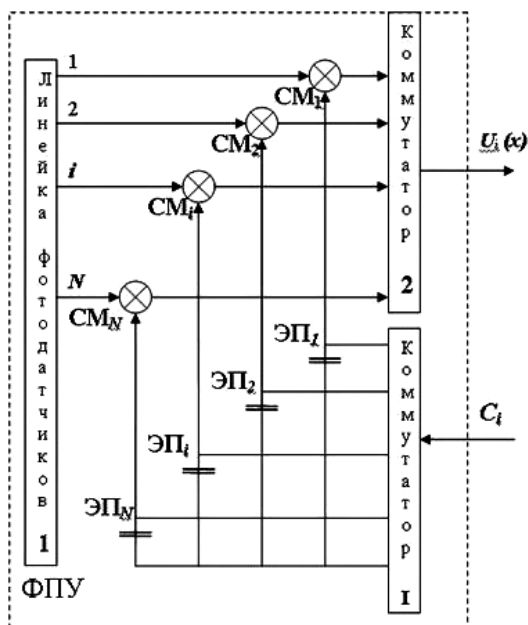 Линейка фотодатчиков 1
1
2
i
N
СМ1
СМ2
СМi
СМN
Коммутатор 2
Ui(x)
ЭП1
ЭП2
ЭПi
ЭПN
Коммутатор I
Ci
ФПУ